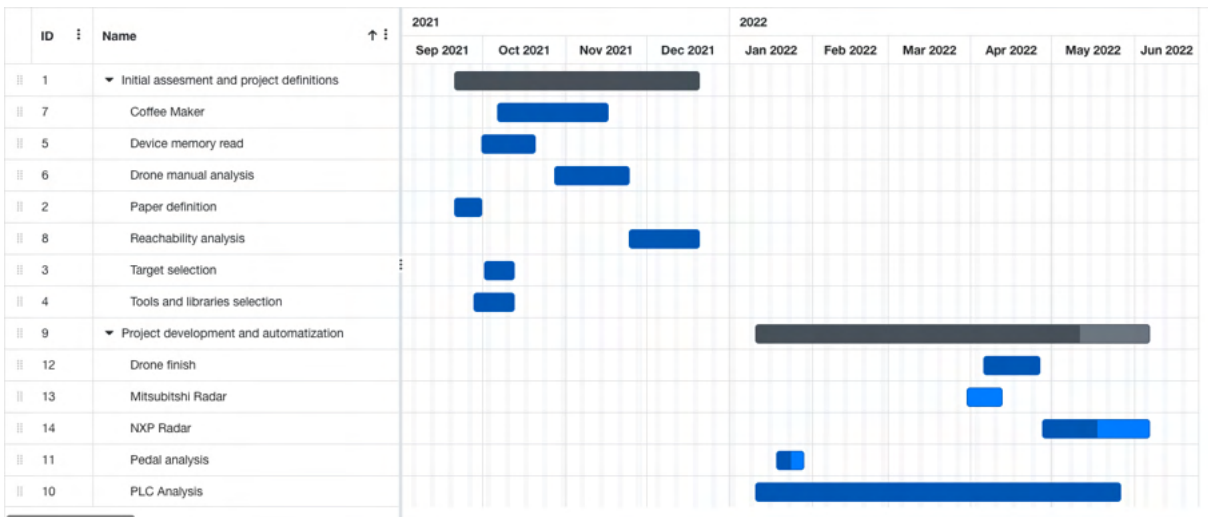 2021 2022
ID Name
Sep 2021 Oct 2021 Nov 2021 Dec 2021 Jan 2022 Feb 2022 Mar 2022 Apr 2022 May 2022 Jun 2022
1 Initial assesment and project definitions
7 Coffee Maker
5 Device memory read
6 Drone manual analysis
2 Paper definition
8 Reachability analysis
3 Target selection
4 Tools and libraries selection
9 Project development and automatization
12 Drone finish
13 Mitsubitshi Radar
14 NXP Radar
11 Pedal analysis
10 PLC Analysis